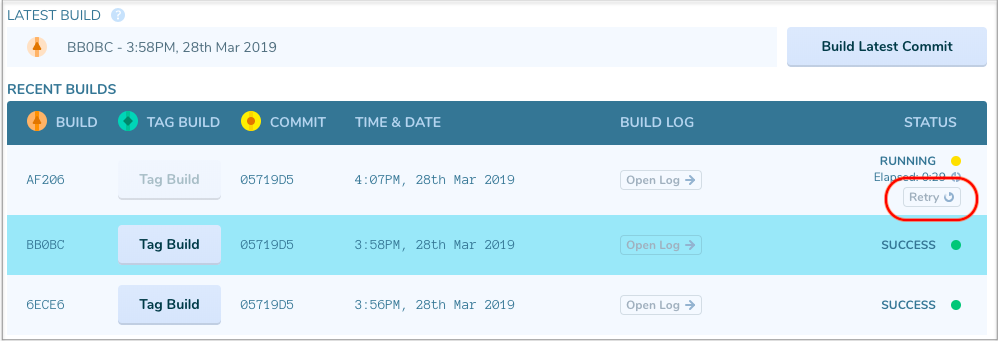 LATEST BUILD ?
BB0BC - 3:58PM, 28th Mar 2019
Build Latest Commit
RECENT BUILDS
BUILD TAG BUILD COMMIT TIME & DATE BUILD LOG STATUS
RUNNING
AF206 Tag Build 05719D5 4:07PM, 28th Mar 2019 Open Log
Elapsed: 0:29
Retry
BB0BC Tag Build 05719D5 3:58PM, 28th Mar 2019 Open Log SUCCESS
6ECE6 Tag Build 05719D5 3:56PM, 28th Mar 2019 Open Log SUCCESS